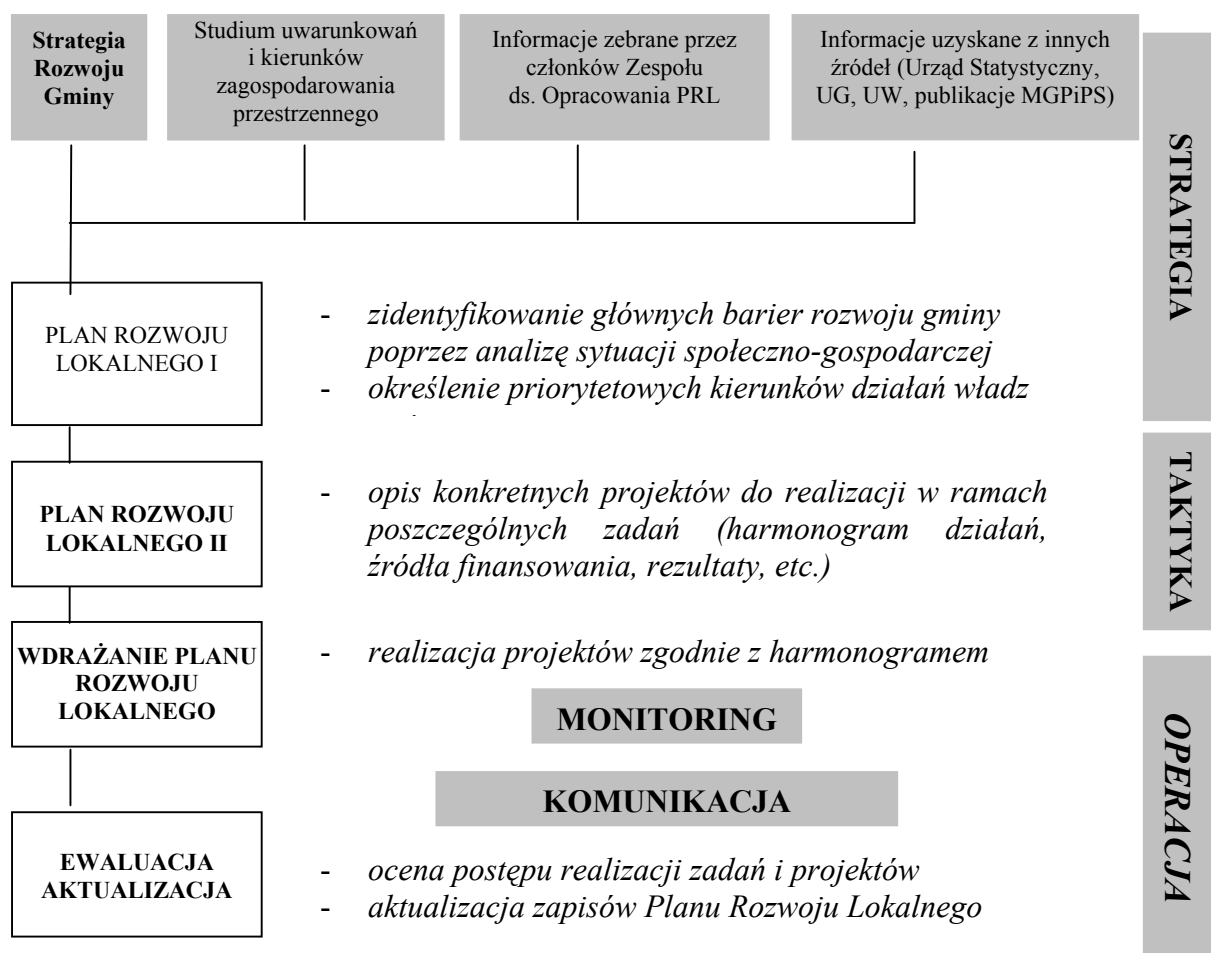 Strategia
Rozwoju
Gminy
Studium uwarunkowań
i kierunków
zagospodarowania
przestrzennego
Informacje zebrane przez
członków Zespołu
ds. Opracowania PRL
Informacje uzyskane z innych
źródeł (Urząd Statystyczny,
UG, UW, publikacje MGPiPS)
STRATEGIA
PLAN ROZWOJU
LOKALNEGO I
- zidentyfikowanie głównych barier rozwoju gminy
poprzez analizę sytuacji społeczno-gospodarczej
- określenie priorytetowych kierunków działań władz
TAKTYKA
PLAN ROZWOJU
LOKALNEGO II
- opis konkretnych projektów do realizacji w ramach
poszczególnych zadań (harmonogram działań,
źródła finansowania, rezultaty, etc.)
WDRAŻANIE PLANU
ROZWOJU
LOKALNEGO
- realizacja projektów zgodnie z harmonogramem
MONITORING
KOMUNIKACJA
OPERACJA
EWALUACJA
AKTUALIZACJA
- ocena postępu realizacji zadań i projektów
- aktualizacja zapisów Planu Rozwoju Lokalnego